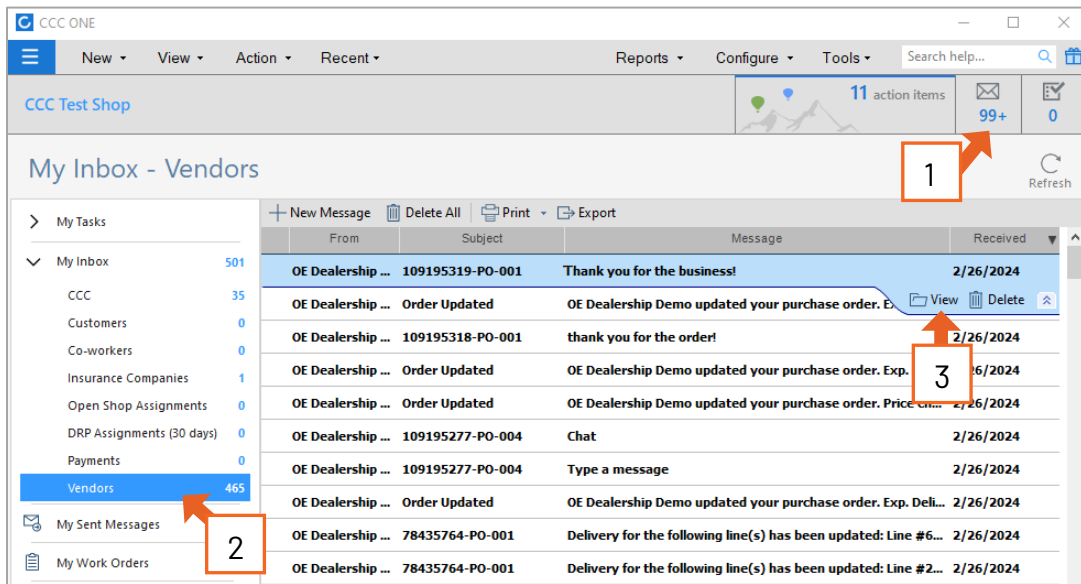 CCC ONE
New View Action Recent Reports Configure Tools Search help...
CCC Test Shop 11 action items 99+ 0
1
My Inbox - Vendors Refresh
My Tasks
My Inbox 501
CCC 35
Customers 0
Co-workers 0
Insurance Companies 1
Open Shop Assignments 0
DRP Assignments (30 days) 0
Payments 0
Vendors 465
2
My Sent Messages
My Work Orders
New Message Delete All Print Export
From Subject Message Received
OE Dealership ... 109195319-PO-001 Thank you for the business! 2/26/2024
View Delete
OE Dealership ... Order Updated OE Dealership Demo updated your purchase order.
OE Dealership ... 109195318-PO-001 thank you for the order! 2/26/2024
3
OE Dealership ... Order Updated OE Dealership Demo updated your purchase order. Exp. 26/2024
OE Dealership ... Order Updated OE Dealership Demo updated your purchase order. Price 2/26/2024
OE Dealership ... 109195277-PO-004 Chat 2/26/2024
OE Dealership ... 109195277-PO-004 Type a message 2/26/2024
OE Dealership ... Order Updated OE Dealership Demo updated your purchase order. Exp. Deli... 2/26/2024
OE Dealership ... 78435764-PO-001 Delivery for the following line(s) has been updated: Line #6... 2/26/2024
OE Dealership ... 78435764-PO-001 Delivery for the following line(s) has been updated: Line #2... 2/26/2024